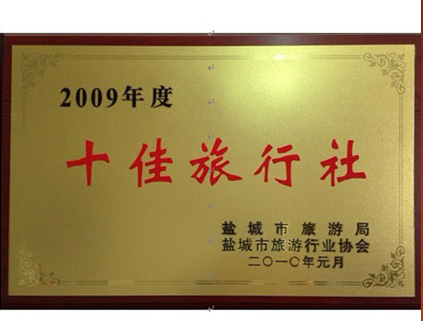 2009年度
十佳旅行社
盐城市旅游局
盐城市旅游行业协会
二〇一〇年元月